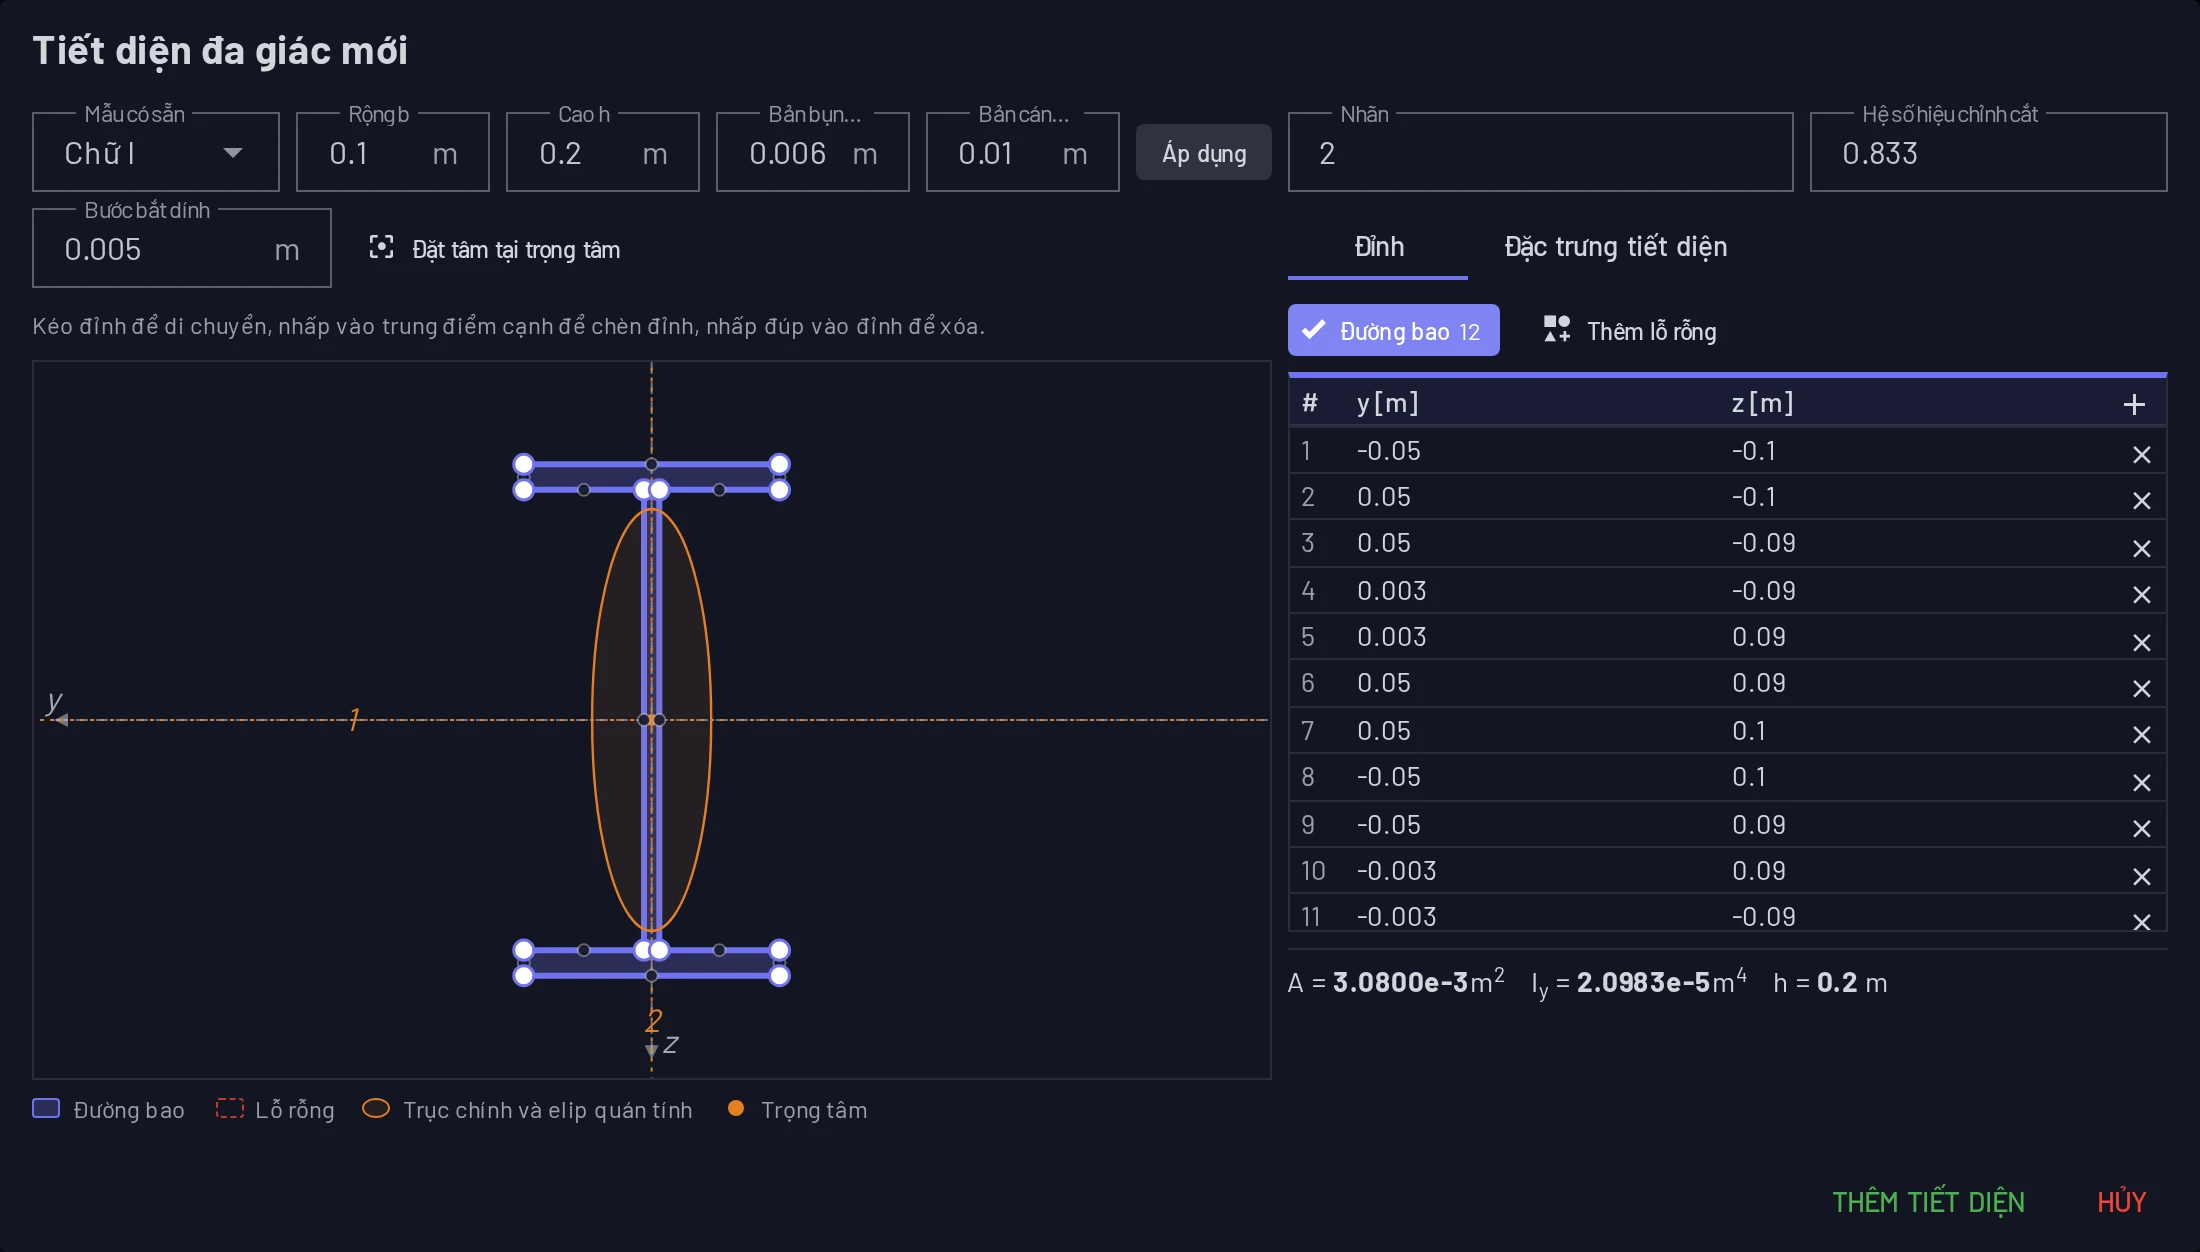 Tiết diện đa giác mới
Mẫu có sẵn
Chữ I
Rộng b
0.1 m
Cao h
0.2 m
Bản bụn...
0.006 m
Bản cán...
0.01 m
Áp dụng
Nhãn
2
Hệ số hiệu chỉnh cắt
0.833
Bước bắt dính
0.005 m
Đặt tâm tại trọng tâm
Kéo đỉnh để di chuyển, nhấp vào trung điểm cạnh để chèn đỉnh, nhấp đúp vào đỉnh để xóa.
y
1
2
z
Đường bao
Lỗ rỗng
Trục chính và elip quán tính
Trọng tâm
Đỉnh
Đặc trưng tiết diện
Đường bao 12
Thêm lỗ rỗng
# y [m] z [m] +
1 -0.05 -0.1
2 0.05 -0.1
3 0.05 -0.09
4 0.003 -0.09
5 0.003 0.09
6 0.05 0.09
7 0.05 0.1
8 -0.05 0.1
9 -0.05 0.09
10 -0.003 0.09
11 -0.003 -0.09
A = 3.0800e-3m² I_y = 2.0983e-5m⁴ h = 0.2 m
THÊM TIẾT DIỆN
HỦY